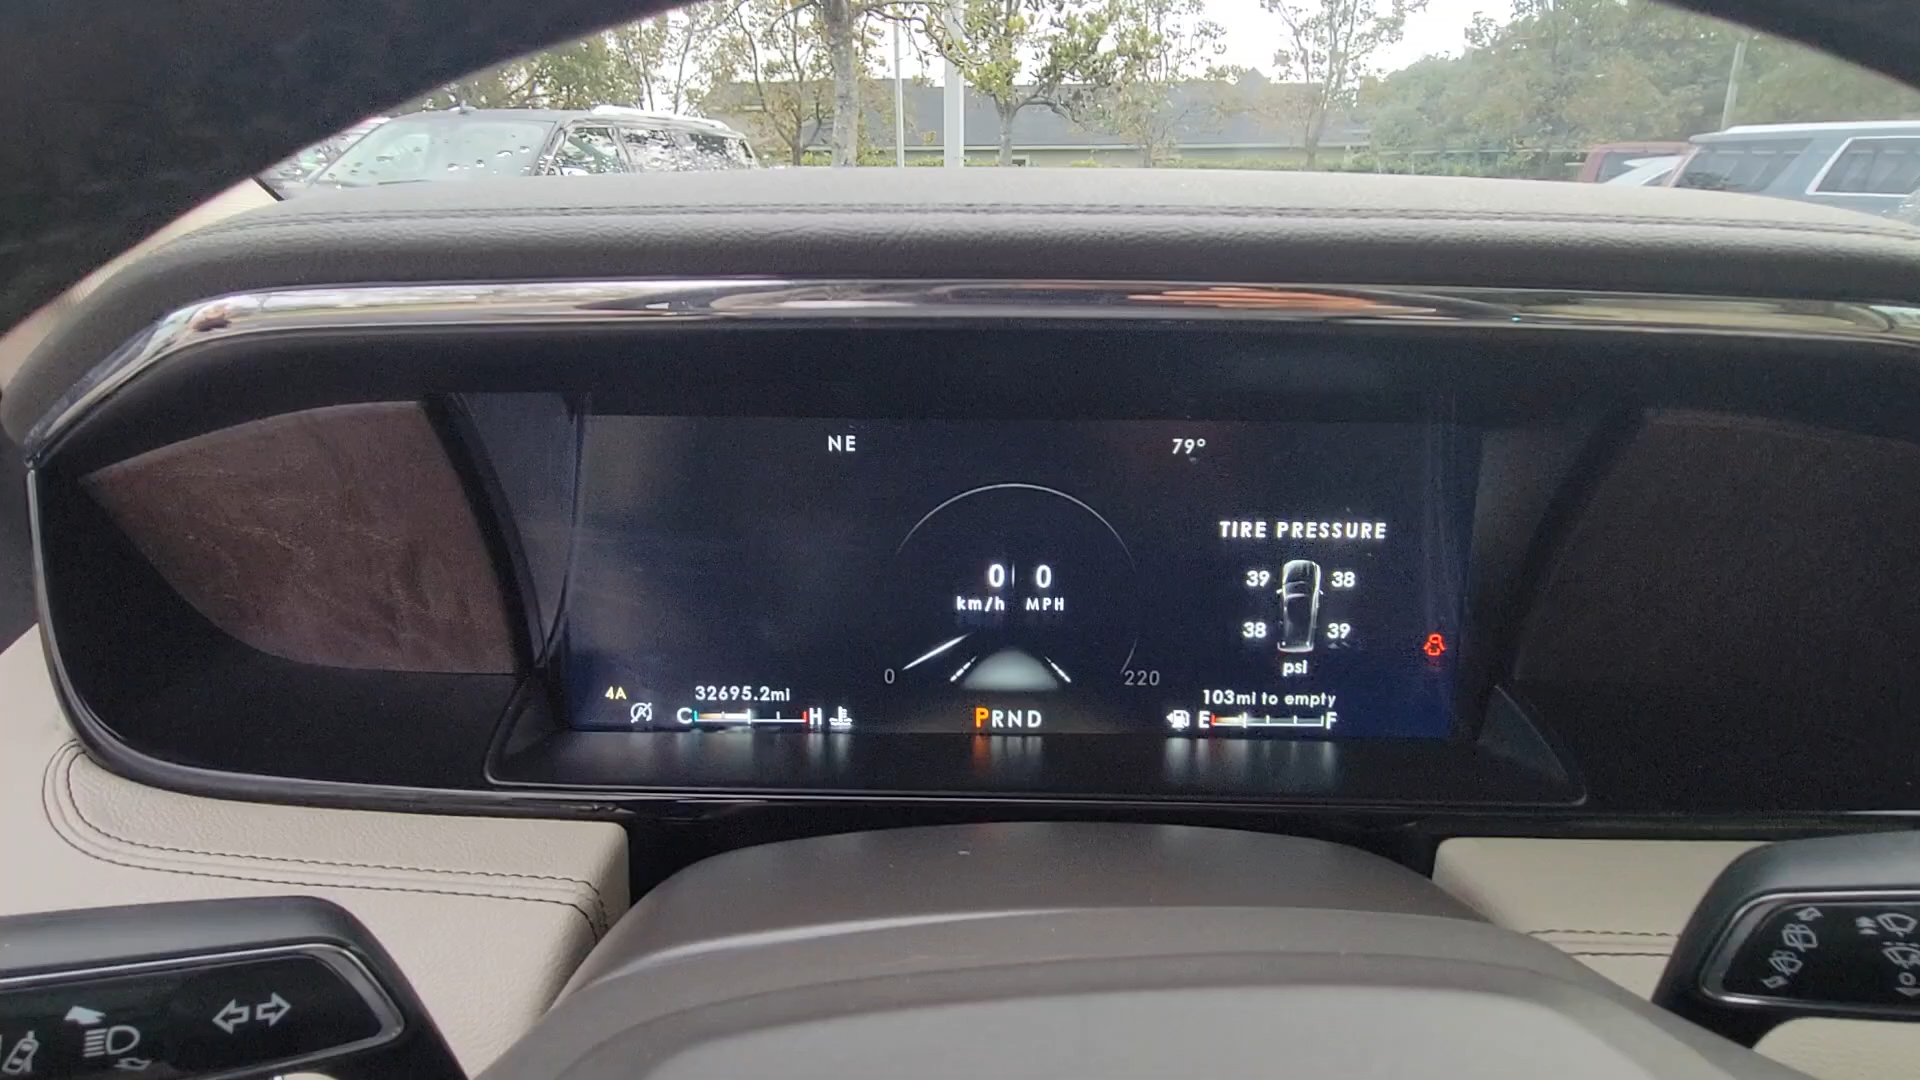 NE
79°
TIRE PRESSURE
39 38
38 39
psi
0 0
km/h MPH
0 220
4A
32695.2mi
103mi to empty
C H
PRND
E F